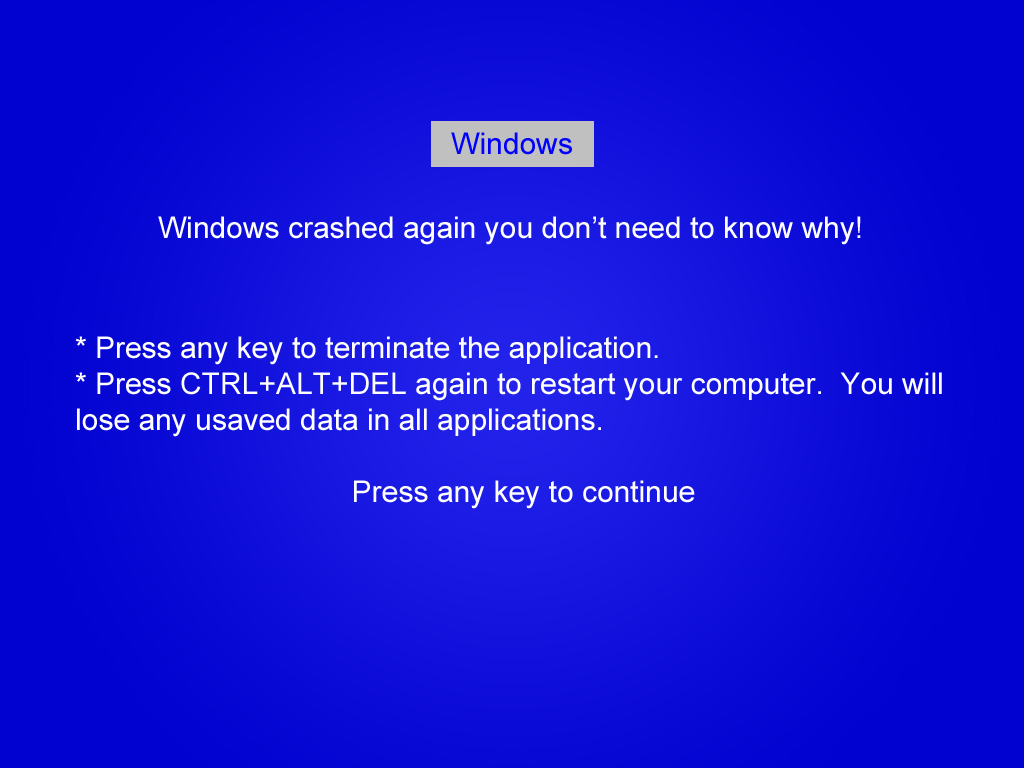 Windows
Windows crashed again you don’t need to know why!
* Press any key to terminate the application.
* Press CTRL+ALT+DEL again to restart your computer.  You will
lose any usaved data in all applications.
Press any key to continue